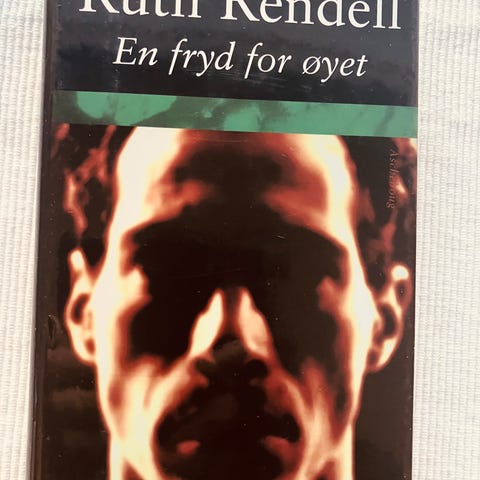 Ruth Rendell
En fryd for øyet
Aschehoug